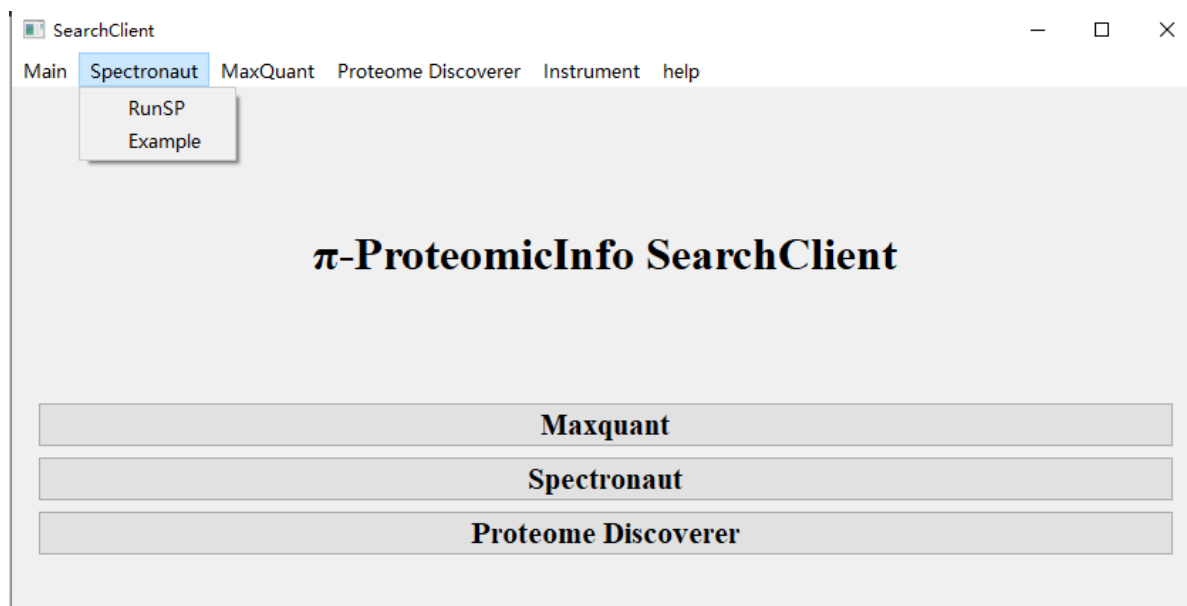 SearchClient
Main Spectronaut MaxQuant Proteome Discoverer Instrument help
RunSP
Example
π-ProteomicInfo SearchClient
Maxquant
Spectronaut
Proteome Discoverer